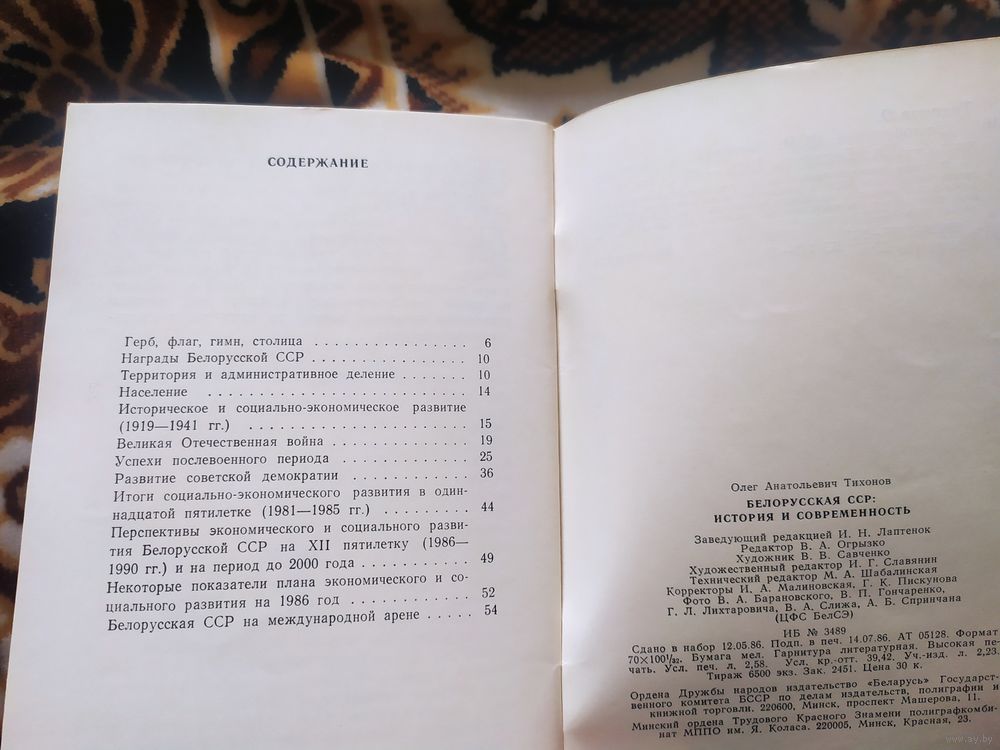 СОДЕРЖАНИЕ
Герб, флаг, гимн, столица . . . . . . . . . . . . . . . . 6
Награды Белорусской ССР . . . . . . . . . . . . . . . . 10
Территория и административное деление . . . . . . . 10
Население . . . . . . . . . . . . . . . . . . . . . . . . . . 14
Историческое и социально-экономическое развитие
(1919—1941 гг.) . . . . . . . . . . . . . . . . . . . . . . 15
Великая Отечественная война . . . . . . . . . . . . . . 19
Успехи послевоенного периода . . . . . . . . . . . . . 25
Развитие советской демократии . . . . . . . . . . . . 36
Итоги социально-экономического развития в один-
надцатой пятилетке (1981—1985 гг.) . . . . . . . . . 44
Перспективы экономического и социального разви-
тия Белорусской ССР на XII пятилетку (1986—
1990 гг.) и на период до 2000 года . . . . . . . . . . . 49
Некоторые показатели плана экономического и со-
циального развития на 1986 год . . . . . . . . . . . . 52
Белорусская ССР на международной арене . . . . . 54
Олег Анатольевич Тихонов
БЕЛОРУССКАЯ ССР:
ИСТОРИЯ И СОВРЕМЕННОСТЬ
Заведующий редакцией И. Н. Лаптенок
Редактор В. А. Огрызко
Художник В. В. Савченко
Художественный редактор И. Г. Славянин
Технический редактор М. А. Шабалинская
Корректоры И. А. Малиновская, Г. К. Пискунова
Фото В. А. Барановского, В. П. Гончаренко,
Г. Л. Лихтаровича, В. А. Слижа, А. Б. Спринчана
(ЦФС БелСЭ)
ИБ № 3489
Сдано в набор 12.05.86. Подп. в печ. 14.07.86. АТ 05128. Формат
70×100 1/32. Бумага мел. Гарнитура литературная. Высокая пе-
чать. Усл. печ. л. 2,58. Усл. кр.-отт. 39,42. Уч.-изд. л. 2,23.
Тираж 6500 экз. Зак. 2451. Цена 30 к.
Ордена Дружбы народов издательство «Беларусь» Государст-
венного комитета БССР по делам издательств, полиграфии и
книжной торговли. 220600, Минск, проспект Машерова, 11.
Минский ордена Трудового Красного Знамени полиграфкомби-
нат МППО им. Я. Коласа. 220005, Минск, Красная, 23.
www.ay.by